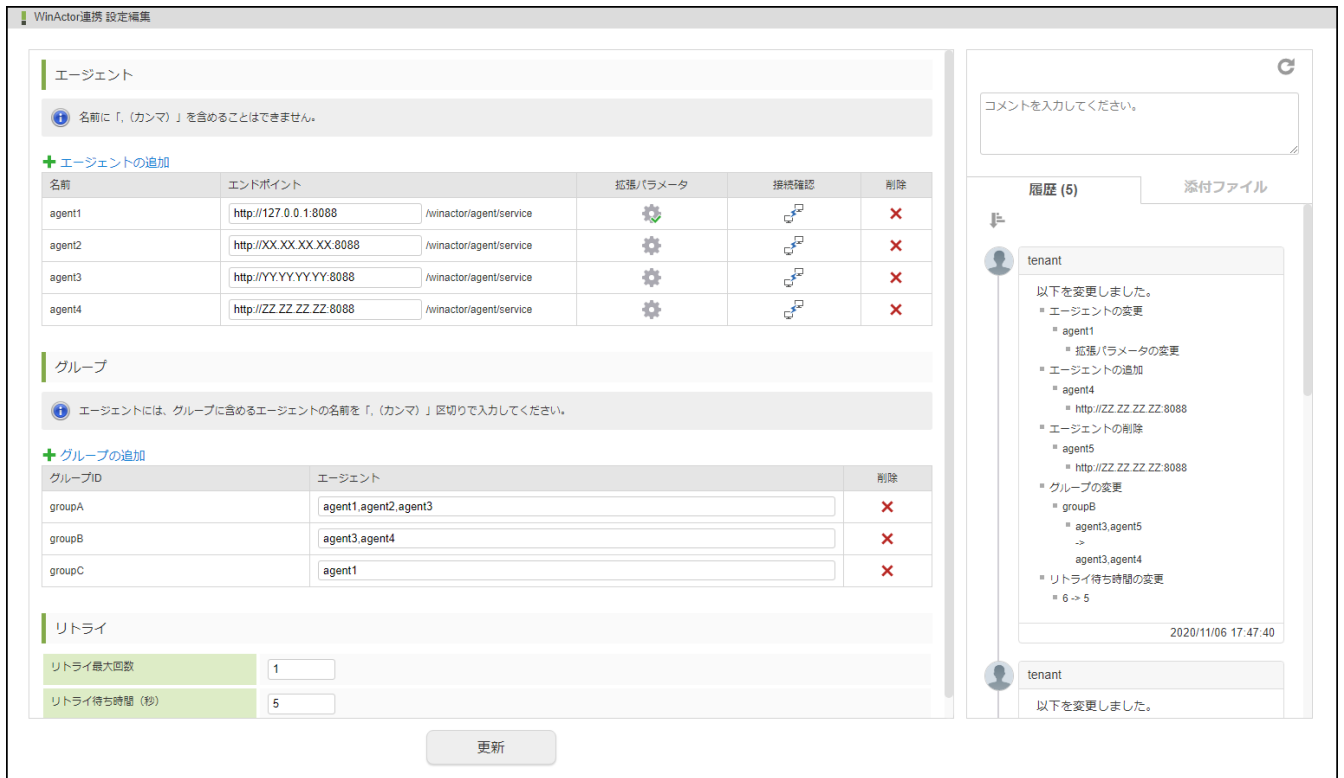 WinActor連携 設定編集
エージェント
名前に「,（カンマ）」を含めることはできません。
エージェントの追加
名前 エンドポイント 拡張パラメータ 接続確認 削除
agent1 http://127.0.0.1:8088 /winactor/agent/service
agent2 http://XX.XX.XX.XX:8088 /winactor/agent/service
agent3 http://YY.YY.YY.YY:8088 /winactor/agent/service
agent4 http://ZZ.ZZ.ZZ.ZZ:8088 /winactor/agent/service
グループ
エージェントには、グループに含めるエージェントの名前を「,（カンマ）」区切りで入力してください。
グループの追加
グループID エージェント 削除
groupA agent1,agent2,agent3
groupB agent3,agent4
groupC agent1
リトライ
リトライ最大回数 1
リトライ待ち時間（秒） 5
更新
コメントを入力してください。
履歴 (5) 添付ファイル
tenant
以下を変更しました。
エージェントの変更
agent1
拡張パラメータの変更
エージェントの追加
agent4
http://ZZ.ZZ.ZZ.ZZ:8088
エージェントの削除
agent5
http://ZZ.ZZ.ZZ.ZZ:8088
グループの変更
groupB
agent3,agent5
->
agent3,agent4
リトライ待ち時間の変更
6 -> 5
2020/11/06 17:47:40
tenant
以下を変更しました。